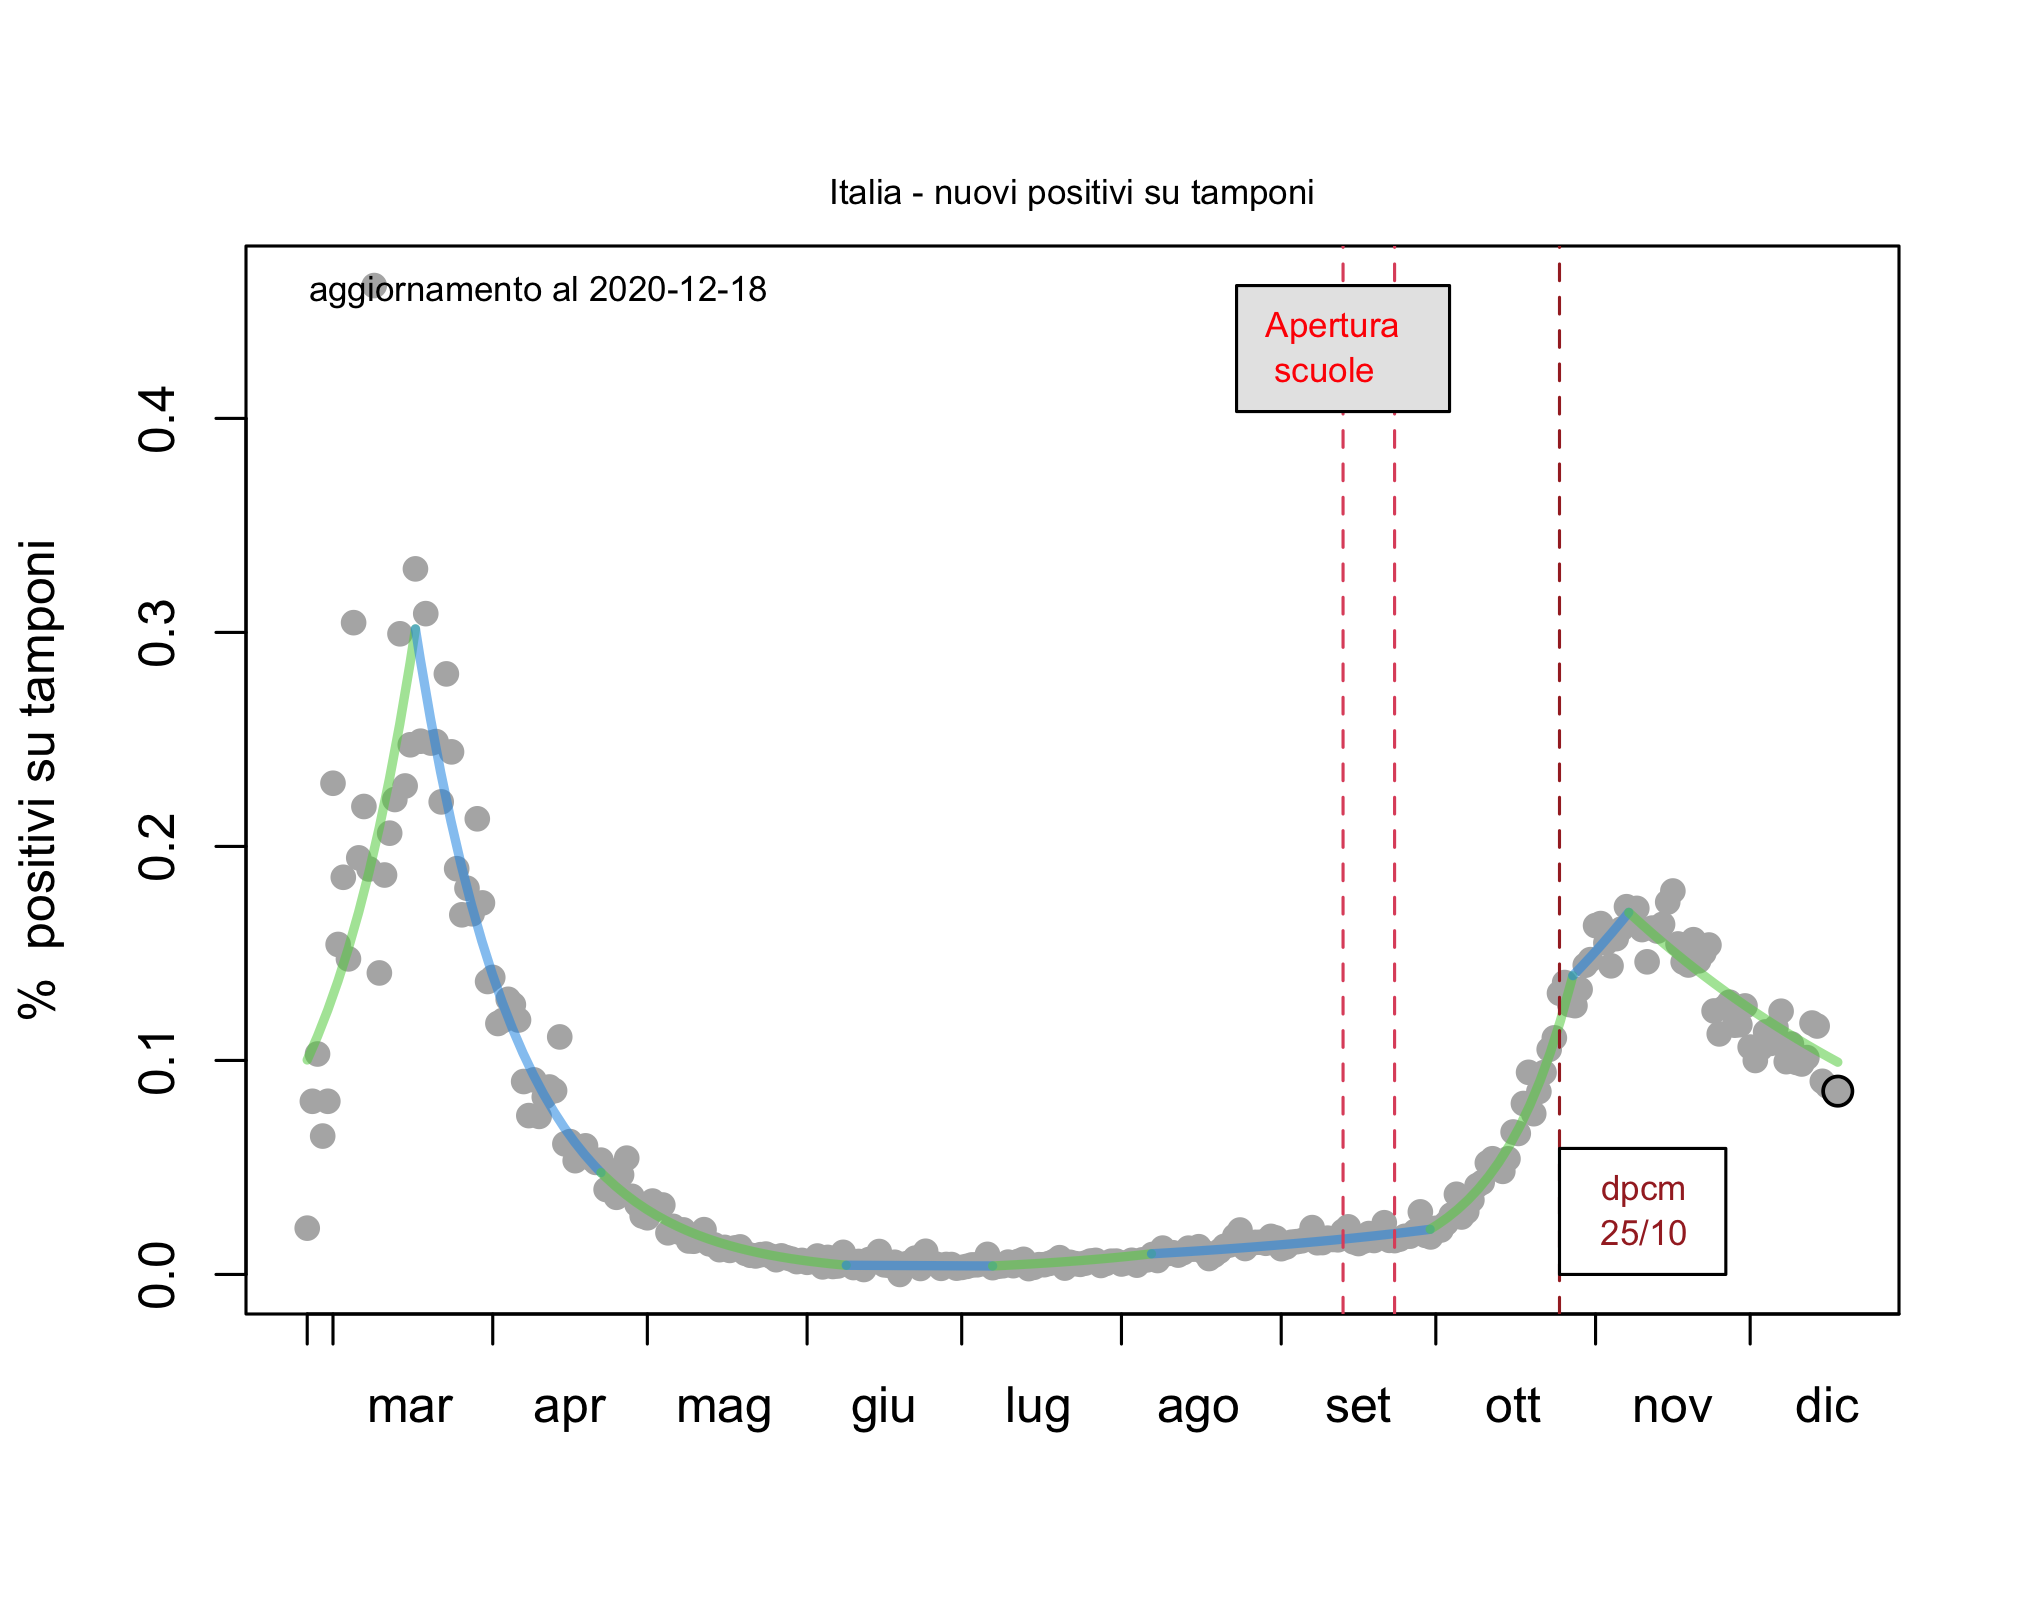 Italia - nuovi positivi su tamponi
aggiornamento al 2020-12-18
Apertura
scuole
% positivi su tamponi
0.4
0.3
0.2
0.1
0.0
dpcm
25/10
mar apr mag giu lug ago set ott nov dic